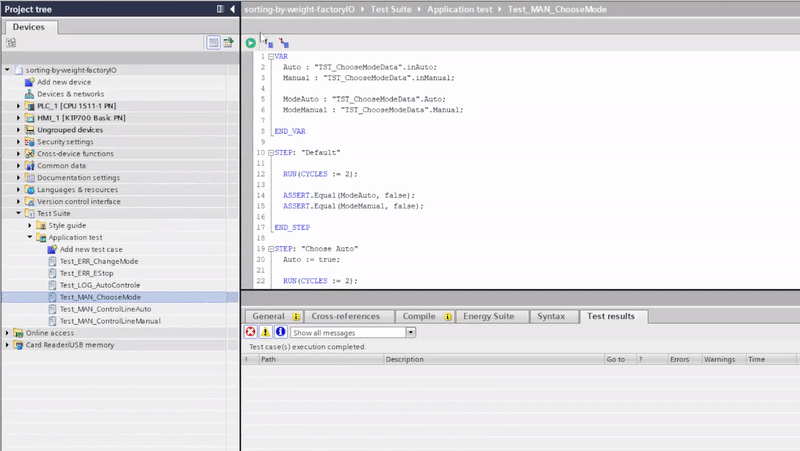 Project tree
sorting-by-weight-factoryIO › Test Suite › Application test › Test_MAN_ChooseMode
Devices
sorting-by-weight-factoryIO
Add new device
Devices & networks
PLC_1 [CPU 1511-1 PN]
HMI_1 [KTP700 Basic PN]
Ungrouped devices
Security settings
Cross-device functions
Common data
Documentation settings
Languages & resources
Version control interface
Test Suite
Style guide
Application test
Add new test case
Test_ERR_ChangeMode
Test_ERR_EStop
Test_LOG_AutoControle
Test_MAN_ChooseMode
Test_MAN_ControlLineAuto
Test_MAN_ControlLineManual
Online access
Card Reader/USB memory
1 VAR
2 Auto : "TST_ChooseModeData".inAuto;
3 Manual : "TST_ChooseModeData".inManual;
4
5 ModeAuto : "TST_ChooseModeData".Auto;
6 ModeManual : "TST_ChooseModeData".Manual;
7
8 END_VAR
9
10 STEP: "Default"
11
12 RUN(CYCLES := 2);
13
14 ASSERT.Equal(ModeAuto, false);
15 ASSERT.Equal(ModeManual, false);
16
17 END_STEP
18
19 STEP: "Choose Auto"
20 Auto := true;
21
22 RUN(CYCLES := 2);
General Cross-references Compile Energy Suite Syntax Test results
Show all messages
Test case(s) execution completed.
! Path Description Go to ? Errors Warnings Time